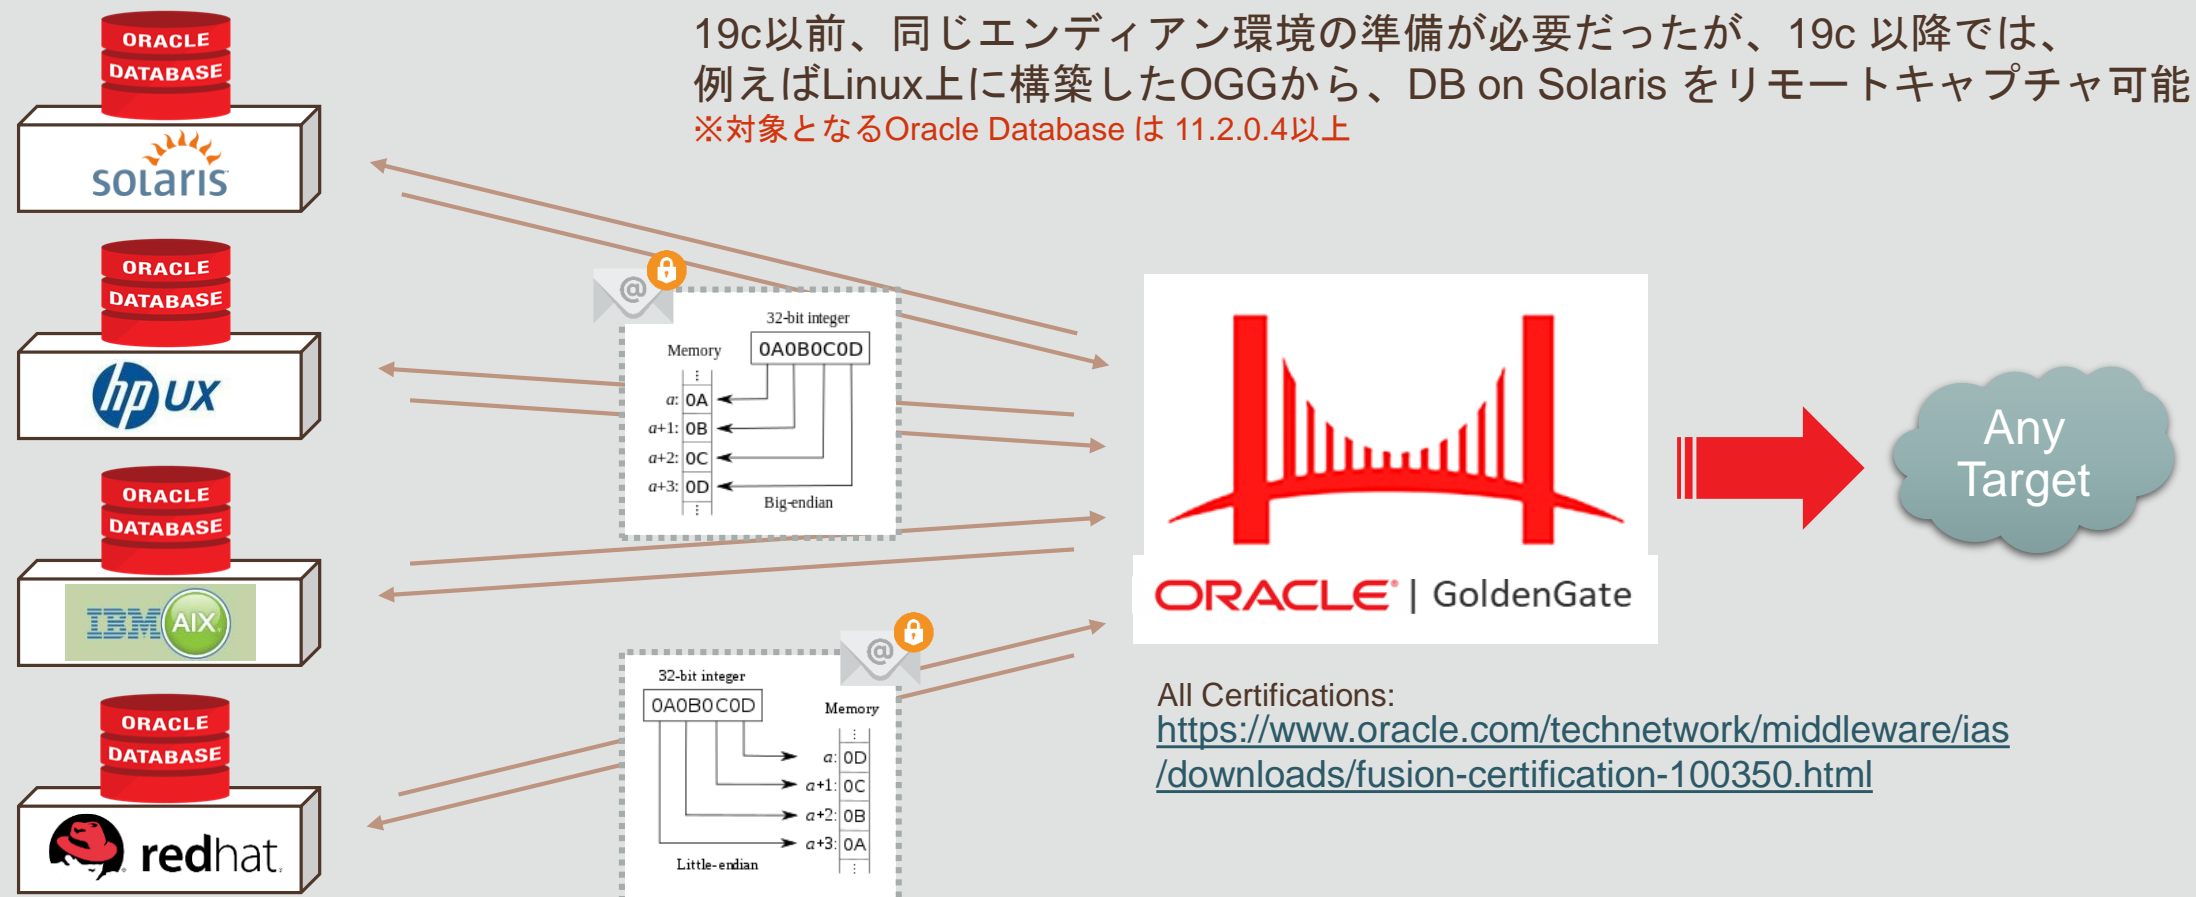 19c以前、同じエンディアン環境の準備が必要だったが、19c 以降では、
例えばLinux上に構築したOGGから、DB on Solaris をリモートキャプチャ可能
※対象となるOracle Database は 11.2.0.4以上
ORACLE
DATABASE
solaris
ORACLE
DATABASE
hp UX
ORACLE
DATABASE
IBM AIX
ORACLE
DATABASE
redhat.
@
32-bit integer
Memory
0A0B0C0D
⋮
a: 0A
a+1: 0B
a+2: 0C
a+3: 0D
⋮
Big-endian
@
32-bit integer
0A0B0C0D
Memory
⋮
a: 0D
a+1: 0C
a+2: 0B
a+3: 0A
⋮
Little-endian
ORACLE® | GoldenGate
Any
Target
All Certifications:
https://www.oracle.com/technetwork/middleware/ias
/downloads/fusion-certification-100350.html